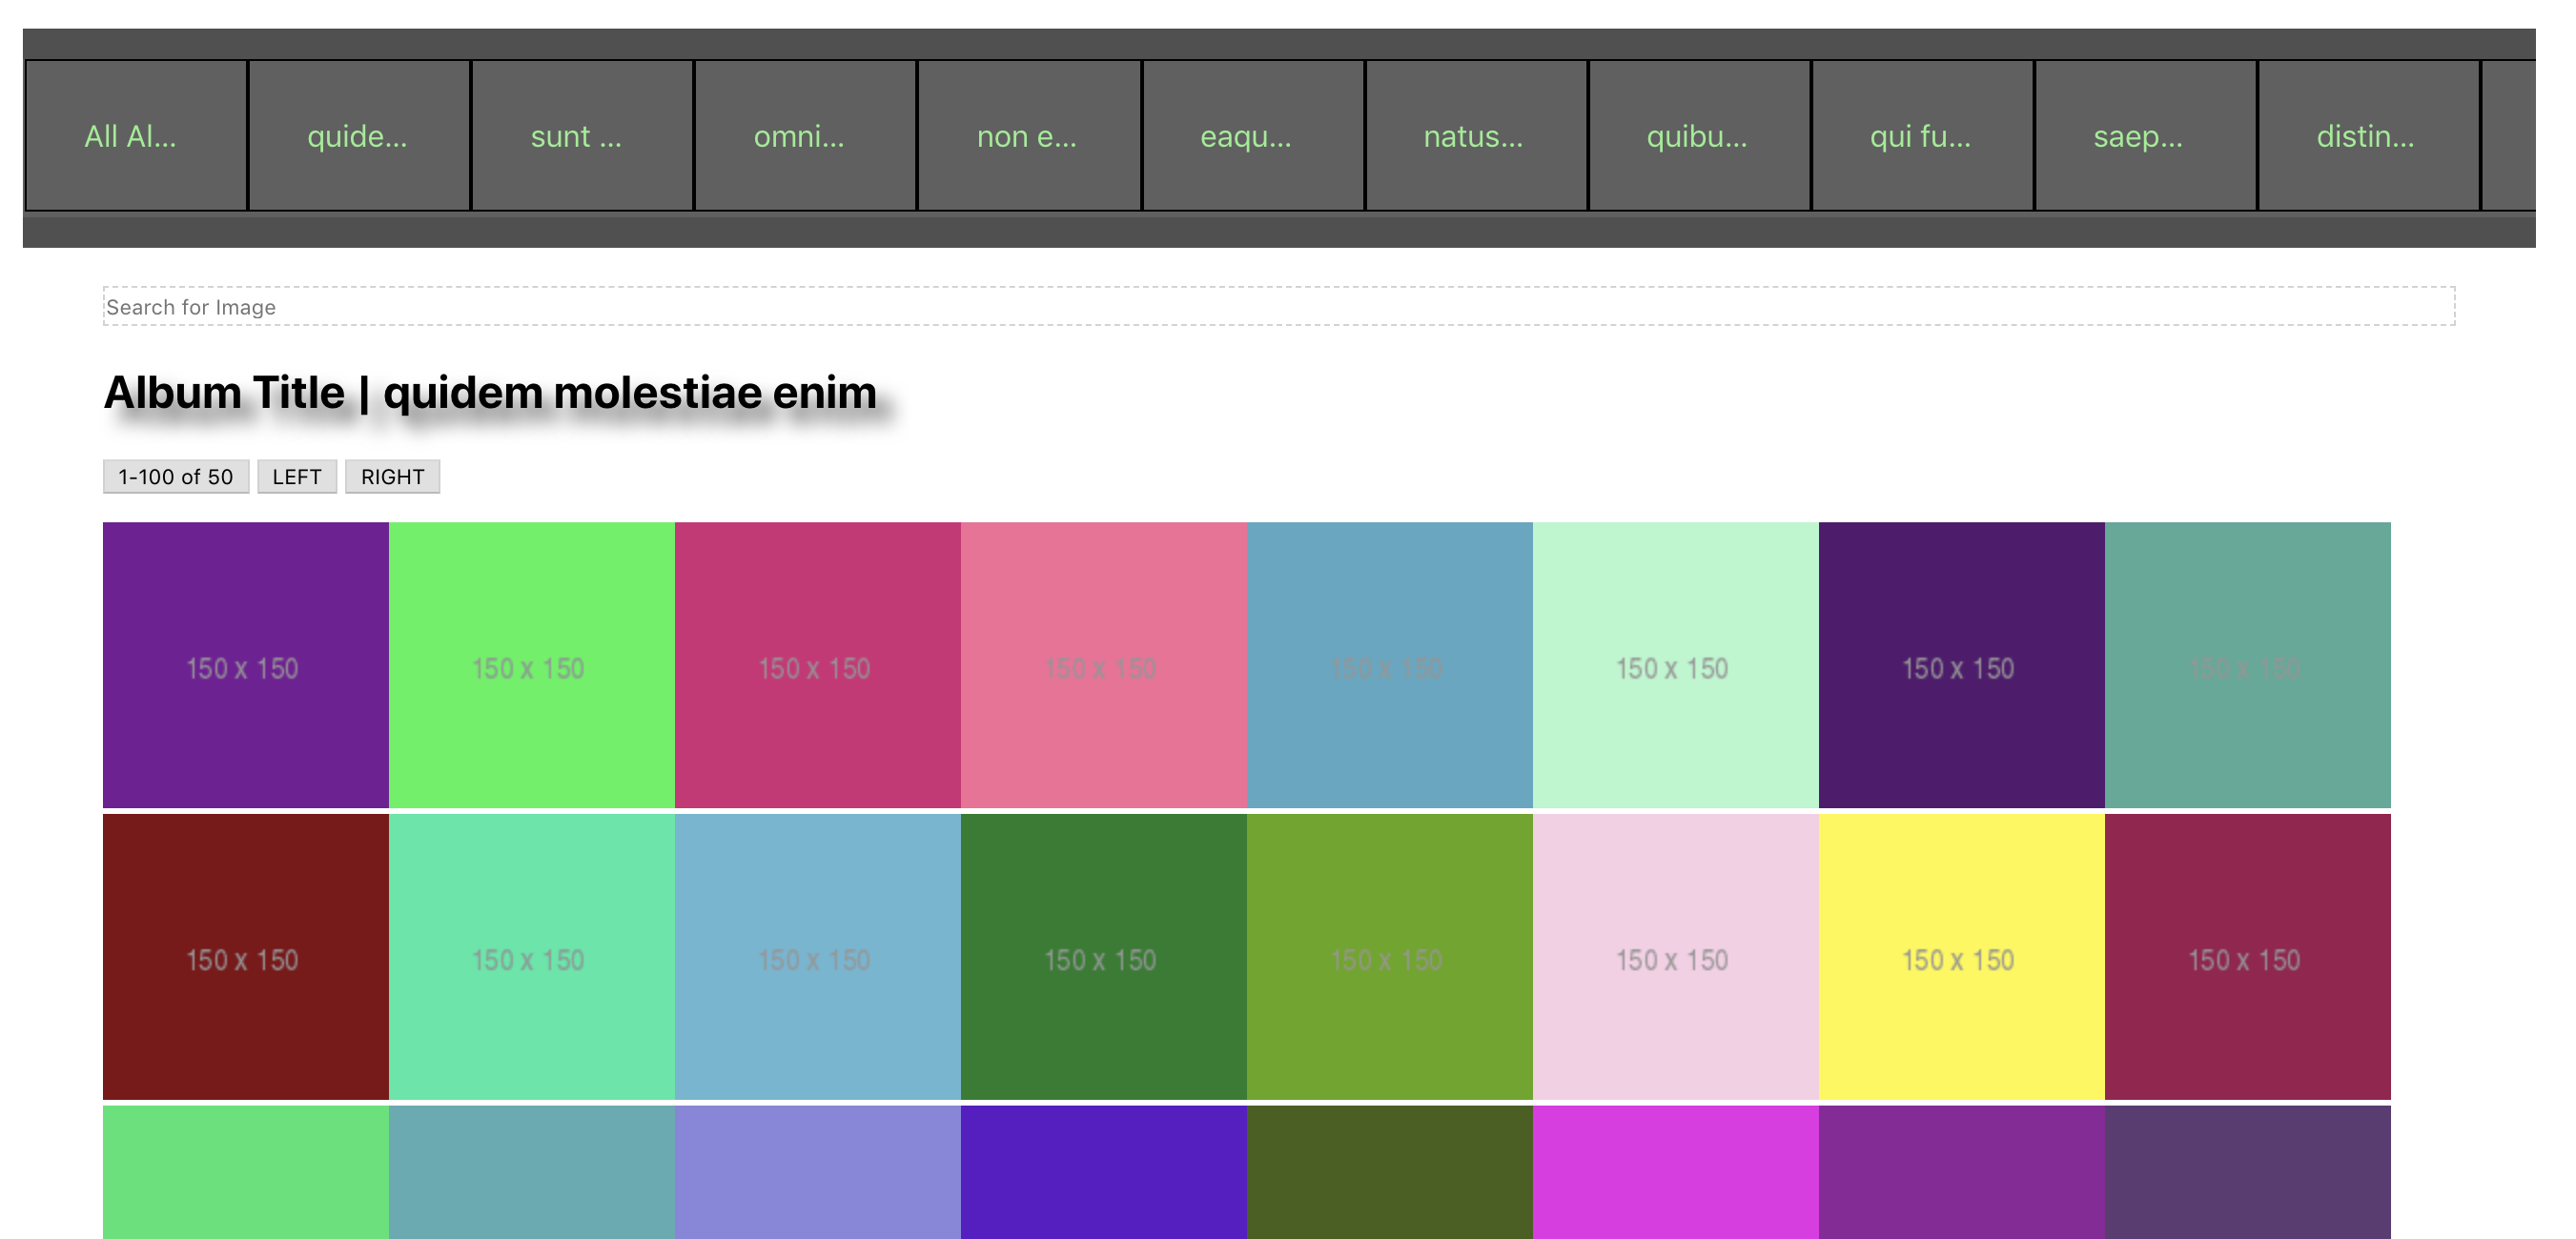 All Al... quide... sunt ... omni... non e... eaqu... natus... quibu... qui fu... saep... distin...
Search for Image
Album Title | quidem molestiae enim
1-100 of 50 LEFT RIGHT
150 x 150 150 x 150 150 x 150 150 x 150 150 x 150 150 x 150 150 x 150 150 x 150
150 x 150 150 x 150 150 x 150 150 x 150 150 x 150 150 x 150 150 x 150 150 x 150